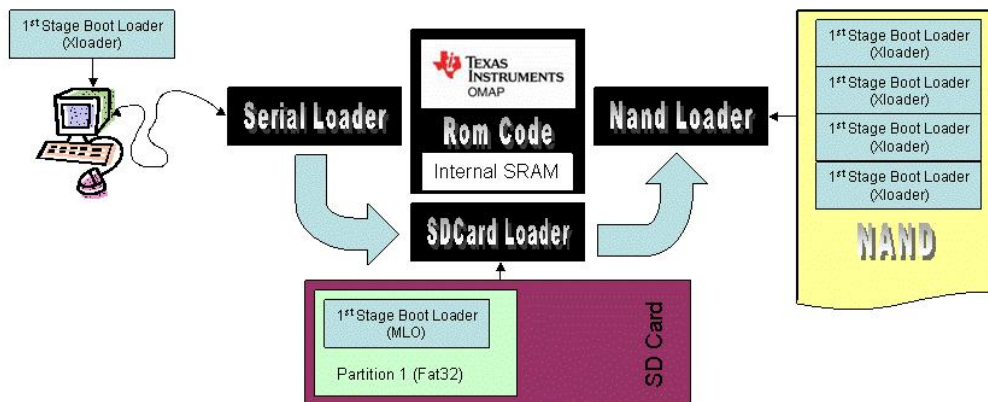 1st Stage Boot Loader
(Xloader)
Serial Loader
TEXAS
INSTRUMENTS
OMAP
Rom Code
Internal SRAM
SDCard Loader
Nand Loader
1st Stage Boot Loader
(Xloader)
1st Stage Boot Loader
(Xloader)
1st Stage Boot Loader
(Xloader)
1st Stage Boot Loader
(Xloader)
NAND
1st Stage Boot Loader
(MLO)
Partition 1 (Fat32)
SD Card